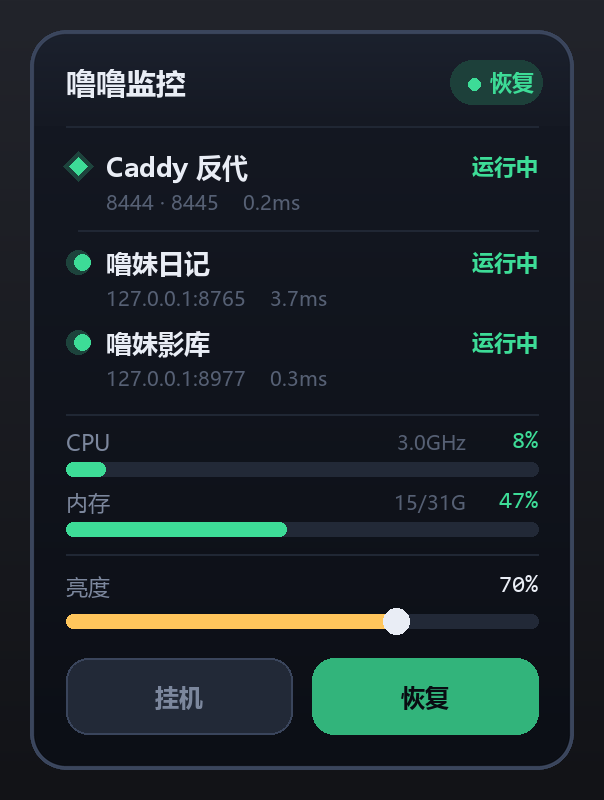 噜噜监控
恢复
Caddy 反代
运行中
8444 · 8445 0.2ms
噜妹日记
运行中
127.0.0.1:8765 3.7ms
噜妹影库
运行中
127.0.0.1:8977 0.3ms
CPU 3.0GHz 8%
内存 15/31G 47%
亮度 70%
挂机
恢复